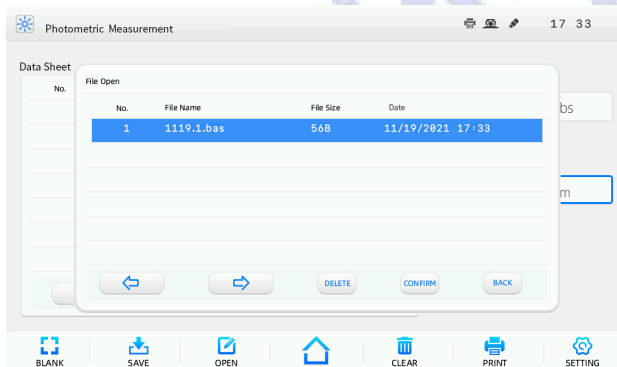 Photometric Measurement 17 33
Data Sheet
No.
File Open
No. File Name File Size Date
1 1119.1.bas 56B 11/19/2021 17:33
bs
m
DELETE CONFIRM BACK
BLANK SAVE OPEN CLEAR PRINT SETTING